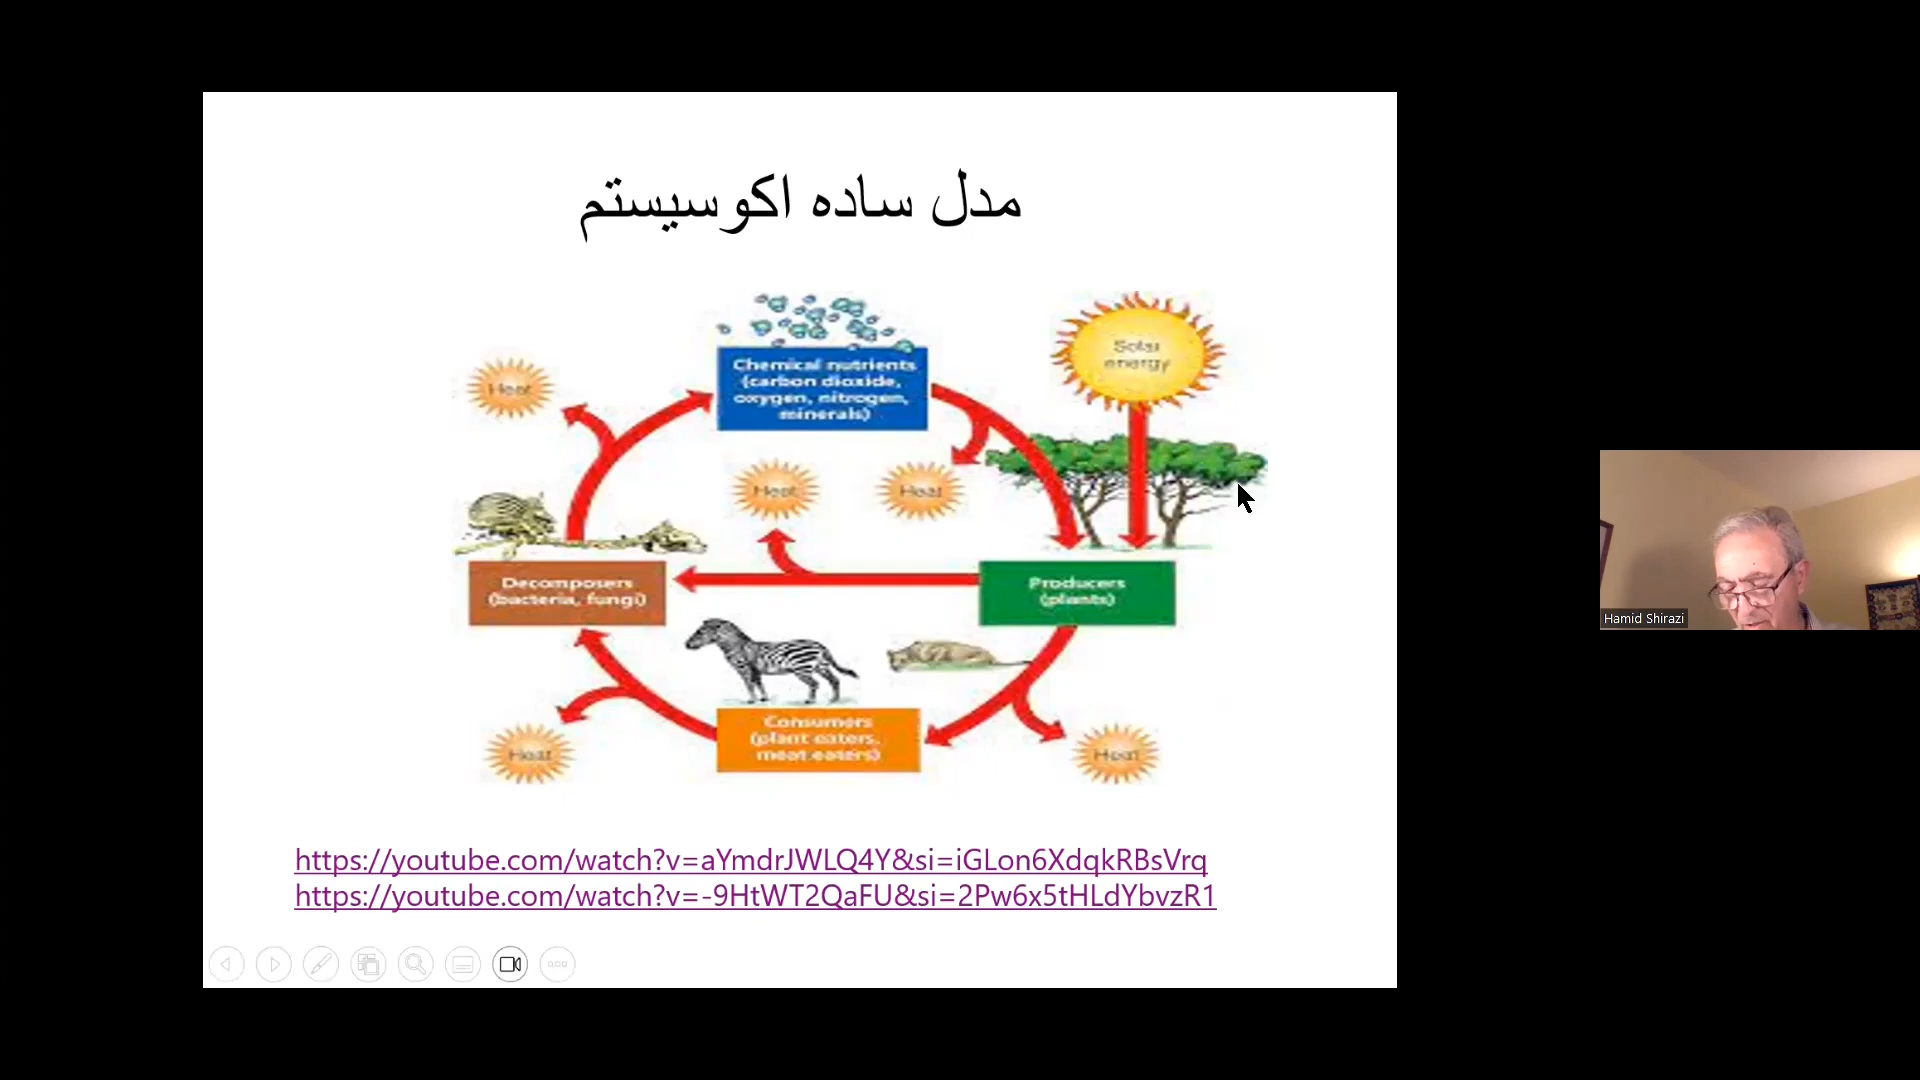 مدل ساده اکوسیستم
Solar
energy
Chemical nutrients
(carbon dioxide,
oxygen, nitrogen,
minerals)
Heat
Heat
Heat
Decomposers
(bacteria, fungi)
Producers
(plants)
Consumers
(plant eaters,
meat eaters)
Heat
Heat
https://youtube.com/watch?v=aYmdrJWLQ4Y&si=iGLon6XdqkRBsVrq
https://youtube.com/watch?v=-9HtWT2QaFU&si=2Pw6x5tHLdYbvzR1
Hamid Shirazi